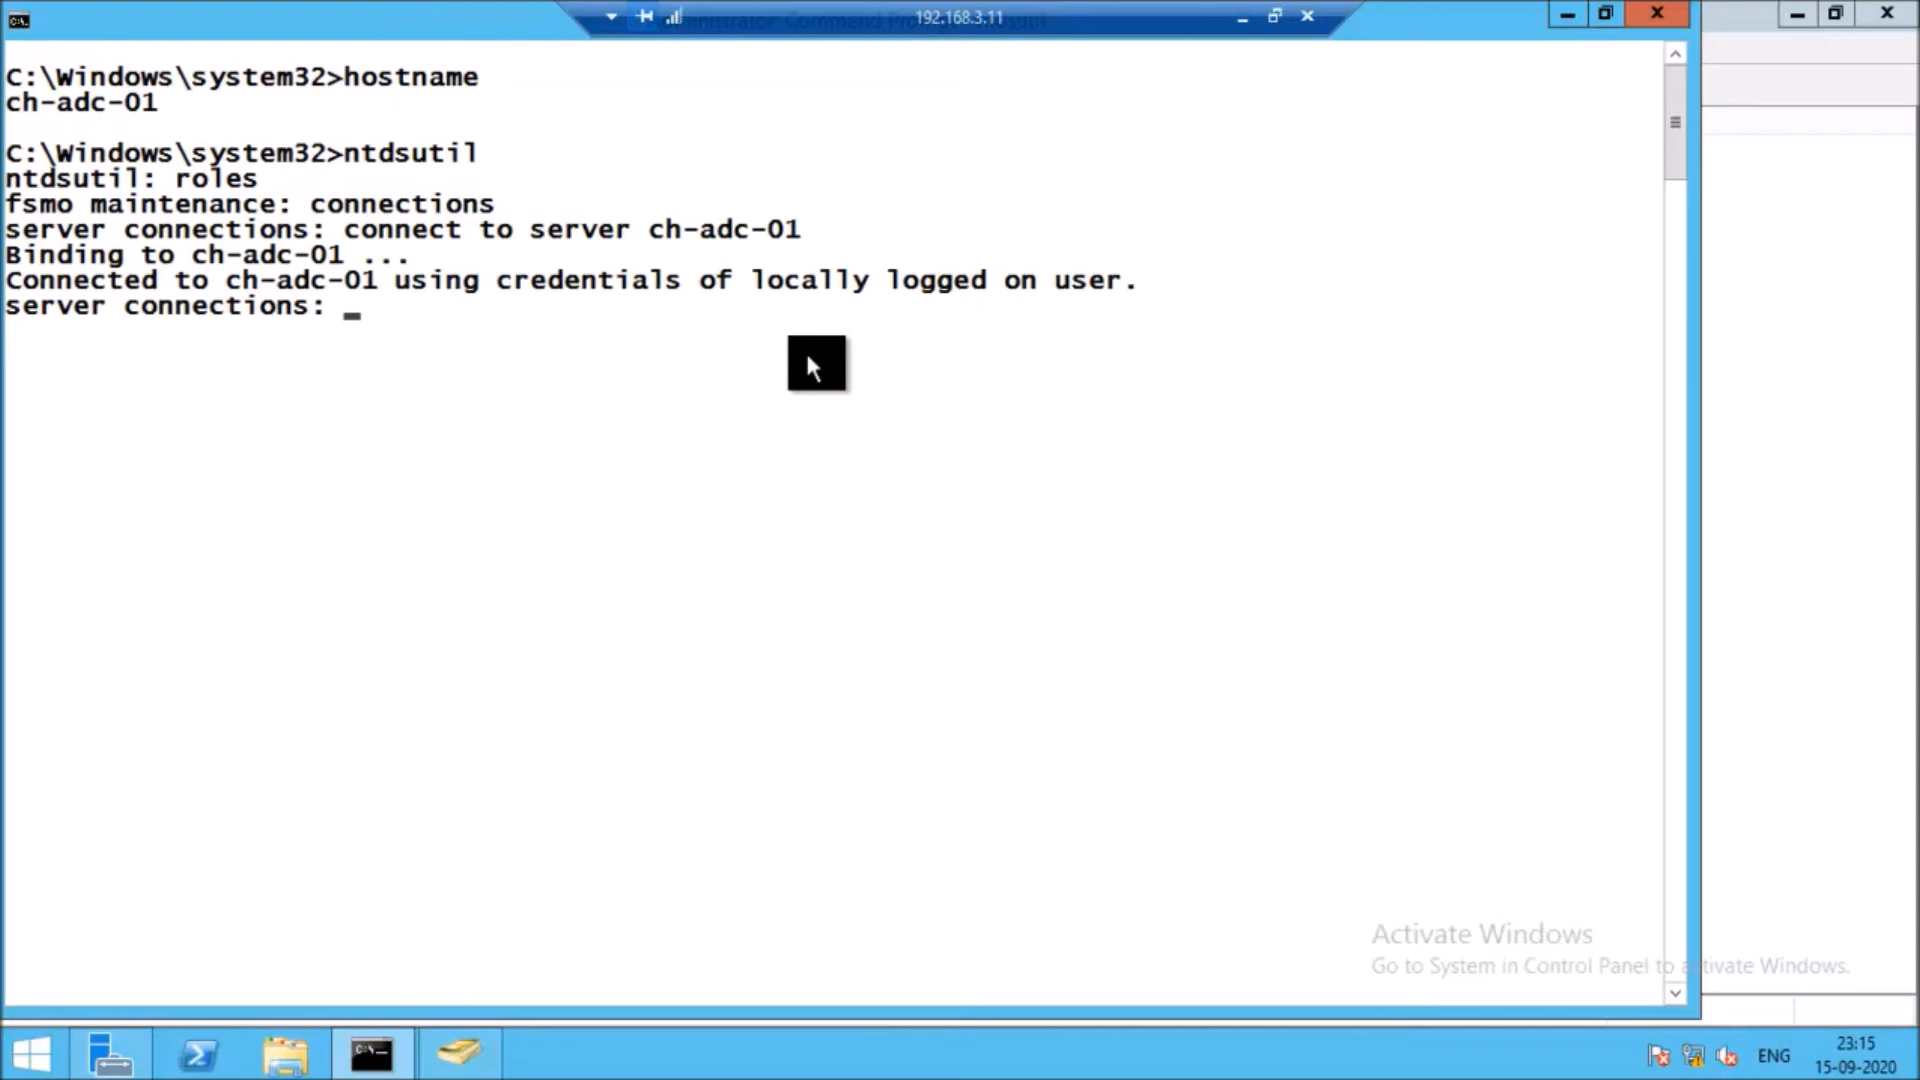 192.168.3.11
C:\Windows\system32>hostname
ch-adc-01
C:\Windows\system32>ntdsutil
ntdsutil: roles
fsmo maintenance: connections
server connections: connect to server ch-adc-01
Binding to ch-adc-01 ...
Connected to ch-adc-01 using credentials of locally logged on user.
server connections:
Activate Windows
Go to System in Control Panel to activate Windows.
ENG
23:15
15-09-2020